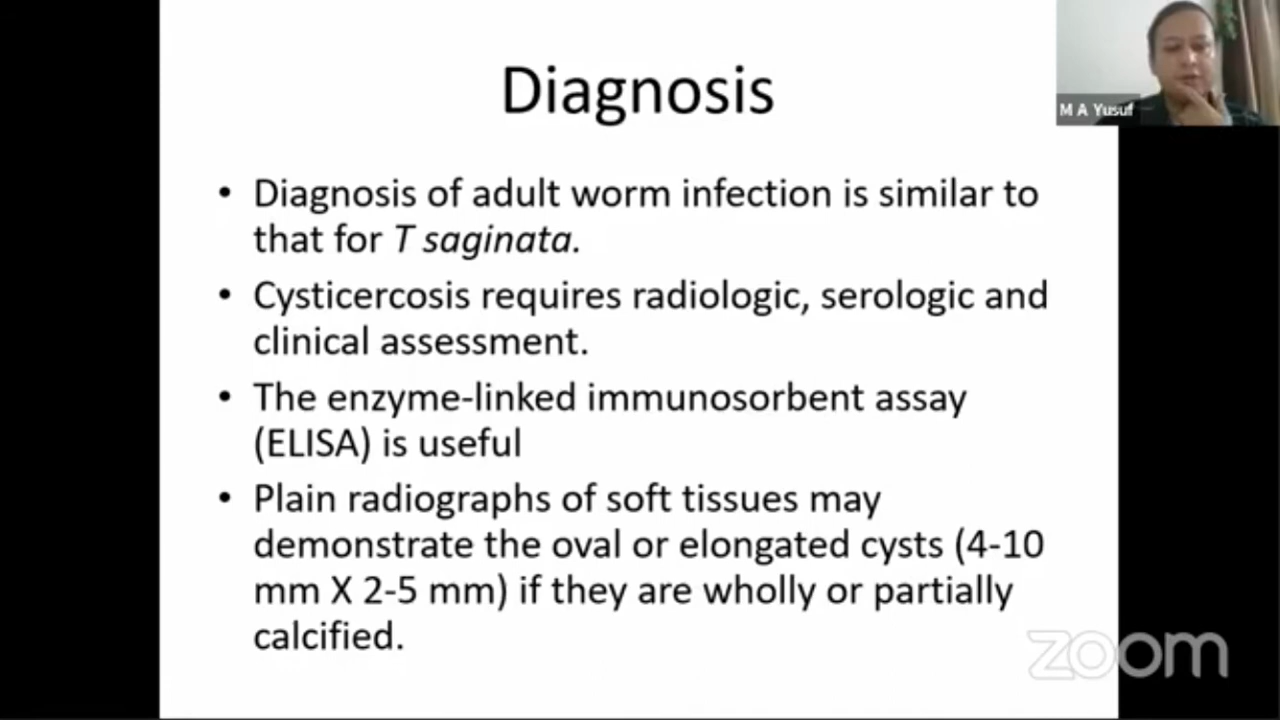 Diagnosis
M A Yusuf
• Diagnosis of adult worm infection is similar to
that for T saginata.
• Cysticercosis requires radiologic, serologic and
clinical assessment.
• The enzyme-linked immunosorbent assay
(ELISA) is useful
• Plain radiographs of soft tissues may
demonstrate the oval or elongated cysts (4-10
mm X 2-5 mm) if they are wholly or partially
calcified.
zoom